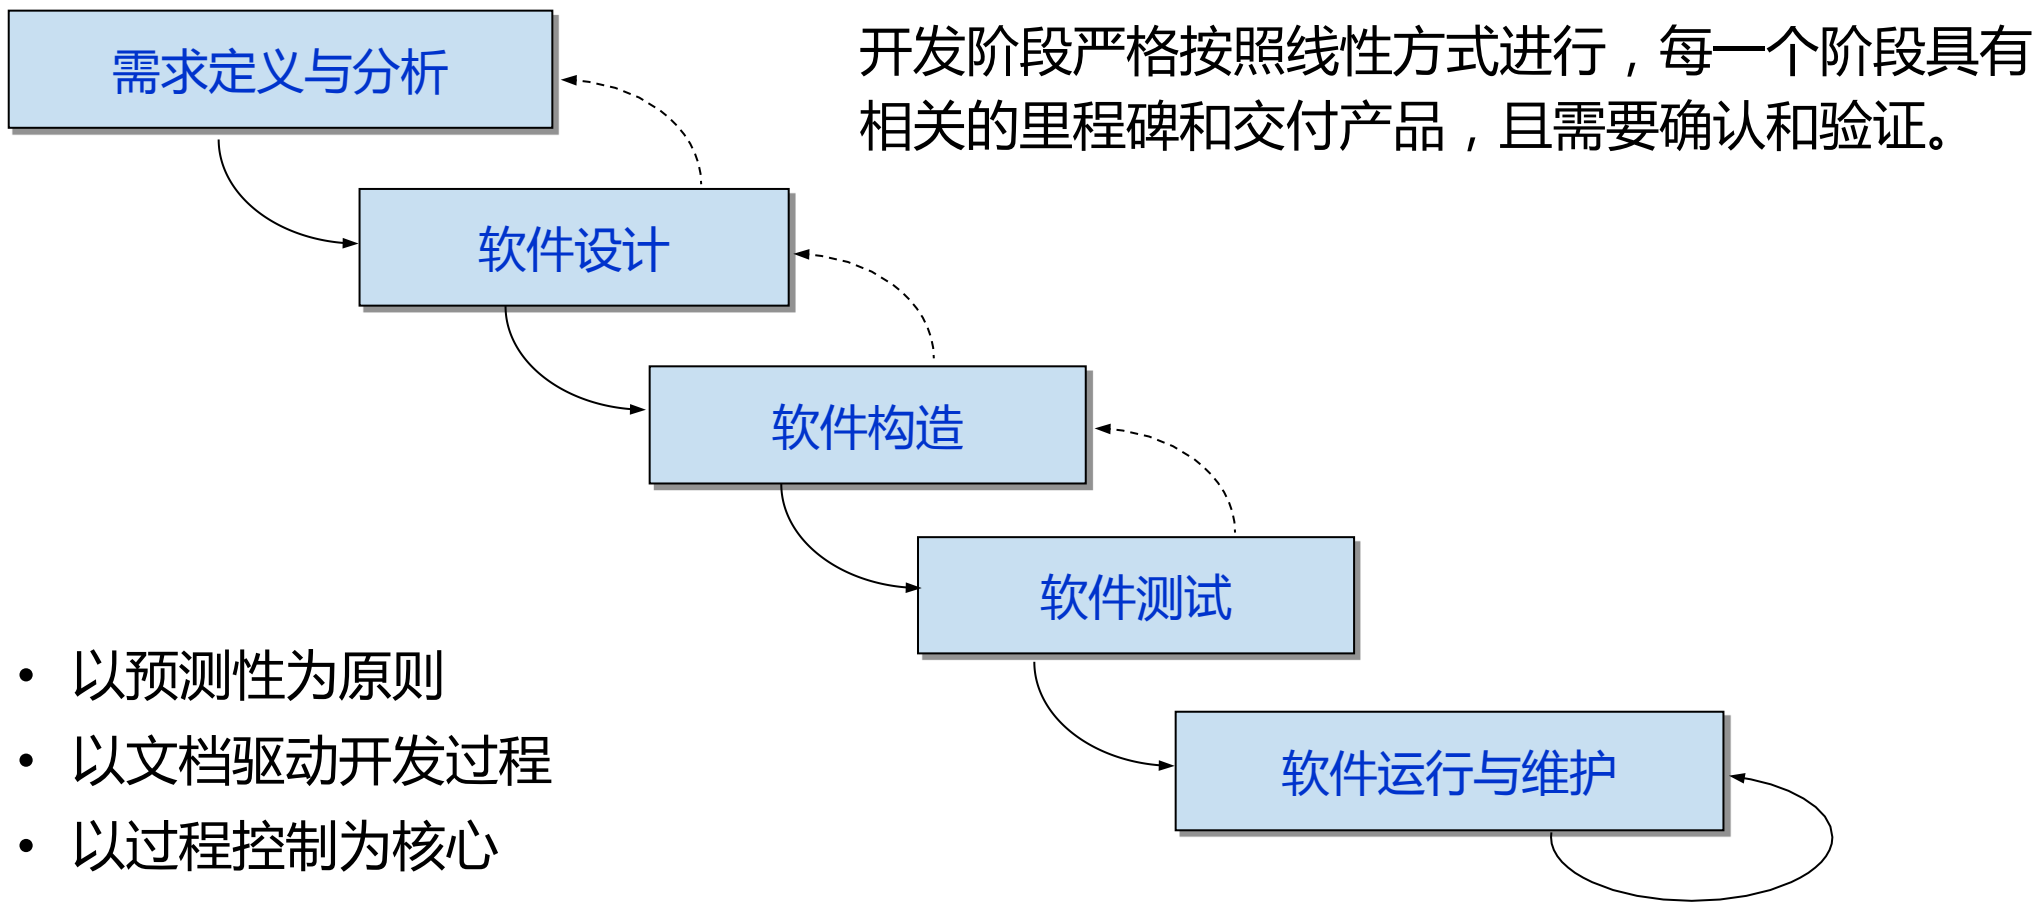 需求定义与分析
开发阶段严格按照线性方式进行，每一个阶段具有
相关的里程碑和交付产品，且需要确认和验证。
软件设计
软件构造
软件测试
软件运行与维护
• 以预测性为原则
• 以文档驱动开发过程
• 以过程控制为核心